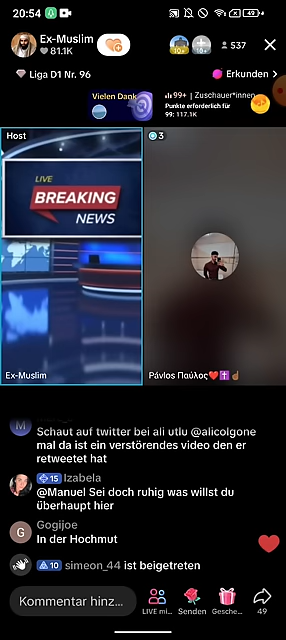 20:54
49
Ex-Muslim
81.1K
537
Liga D1 Nr. 96
Erkunden >
Vielen Dank
99+ | Zuschauer*innen
Punkte erforderlich für
99: 117.1K
Host
3
LIVE
BREAKING
NEWS
Ex-Muslim
Pávlos Παύλος
Schaut auf twitter bei ali utlu @alicologne
mal da ist ein verstörendes video den er
retweetet hat
15 Izabela
@Manuel Sei doch ruhig was willst du
überhaupt hier
Gogijoe
In der Hochmut
10 simeon_44 ist beigetreten
Kommentar hinz...
LIVE mi...
Senden
Gesche...
49